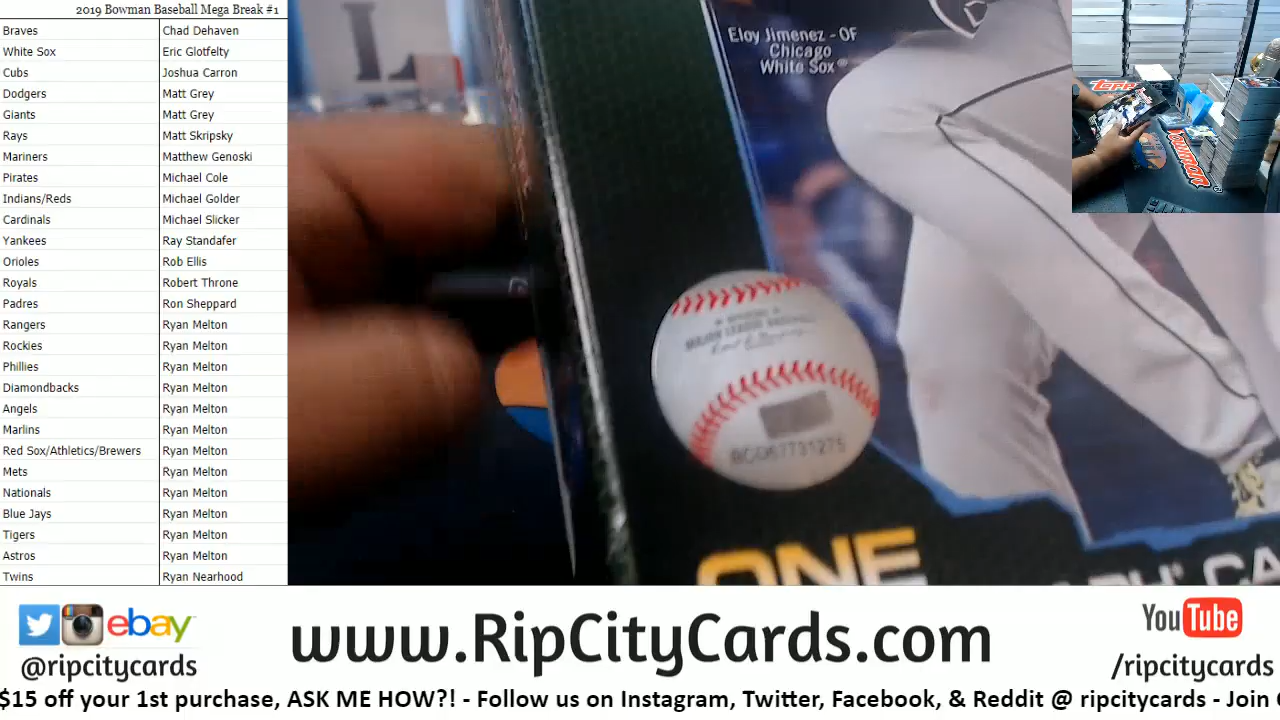 2019 Bowman Baseball Mega Break #1
Braves Chad Dehaven
White Sox Eric Glotfelty
Cubs Joshua Carron
Dodgers Matt Grey
Giants Matt Grey
Rays Matt Skripsky
Mariners Matthew Genoski
Pirates Michael Cole
Indians/Reds Michael Golder
Cardinals Michael Slicker
Yankees Ray Standafer
Orioles Rob Ellis
Royals Robert Throne
Padres Ron Sheppard
Rangers Ryan Melton
Rockies Ryan Melton
Phillies Ryan Melton
Diamondbacks Ryan Melton
Angels Ryan Melton
Marlins Ryan Melton
Red Sox/Athletics/Brewers Ryan Melton
Mets Ryan Melton
Nationals Ryan Melton
Blue Jays Ryan Melton
Tigers Ryan Melton
Astros Ryan Melton
Twins Ryan Nearhood
Eloy Jimenez - OF
Chicago
White Sox
MAJOR LEAGUE BASEBALL
ONE
Topps
BOWMAN
ebay
@ripcitycards
www.RipCityCards.com
YouTube
/ripcitycards
$15 off your 1st purchase, ASK ME HOW?! - Follow us on Instagram, Twitter, Facebook, & Reddit @ ripcitycards - Join